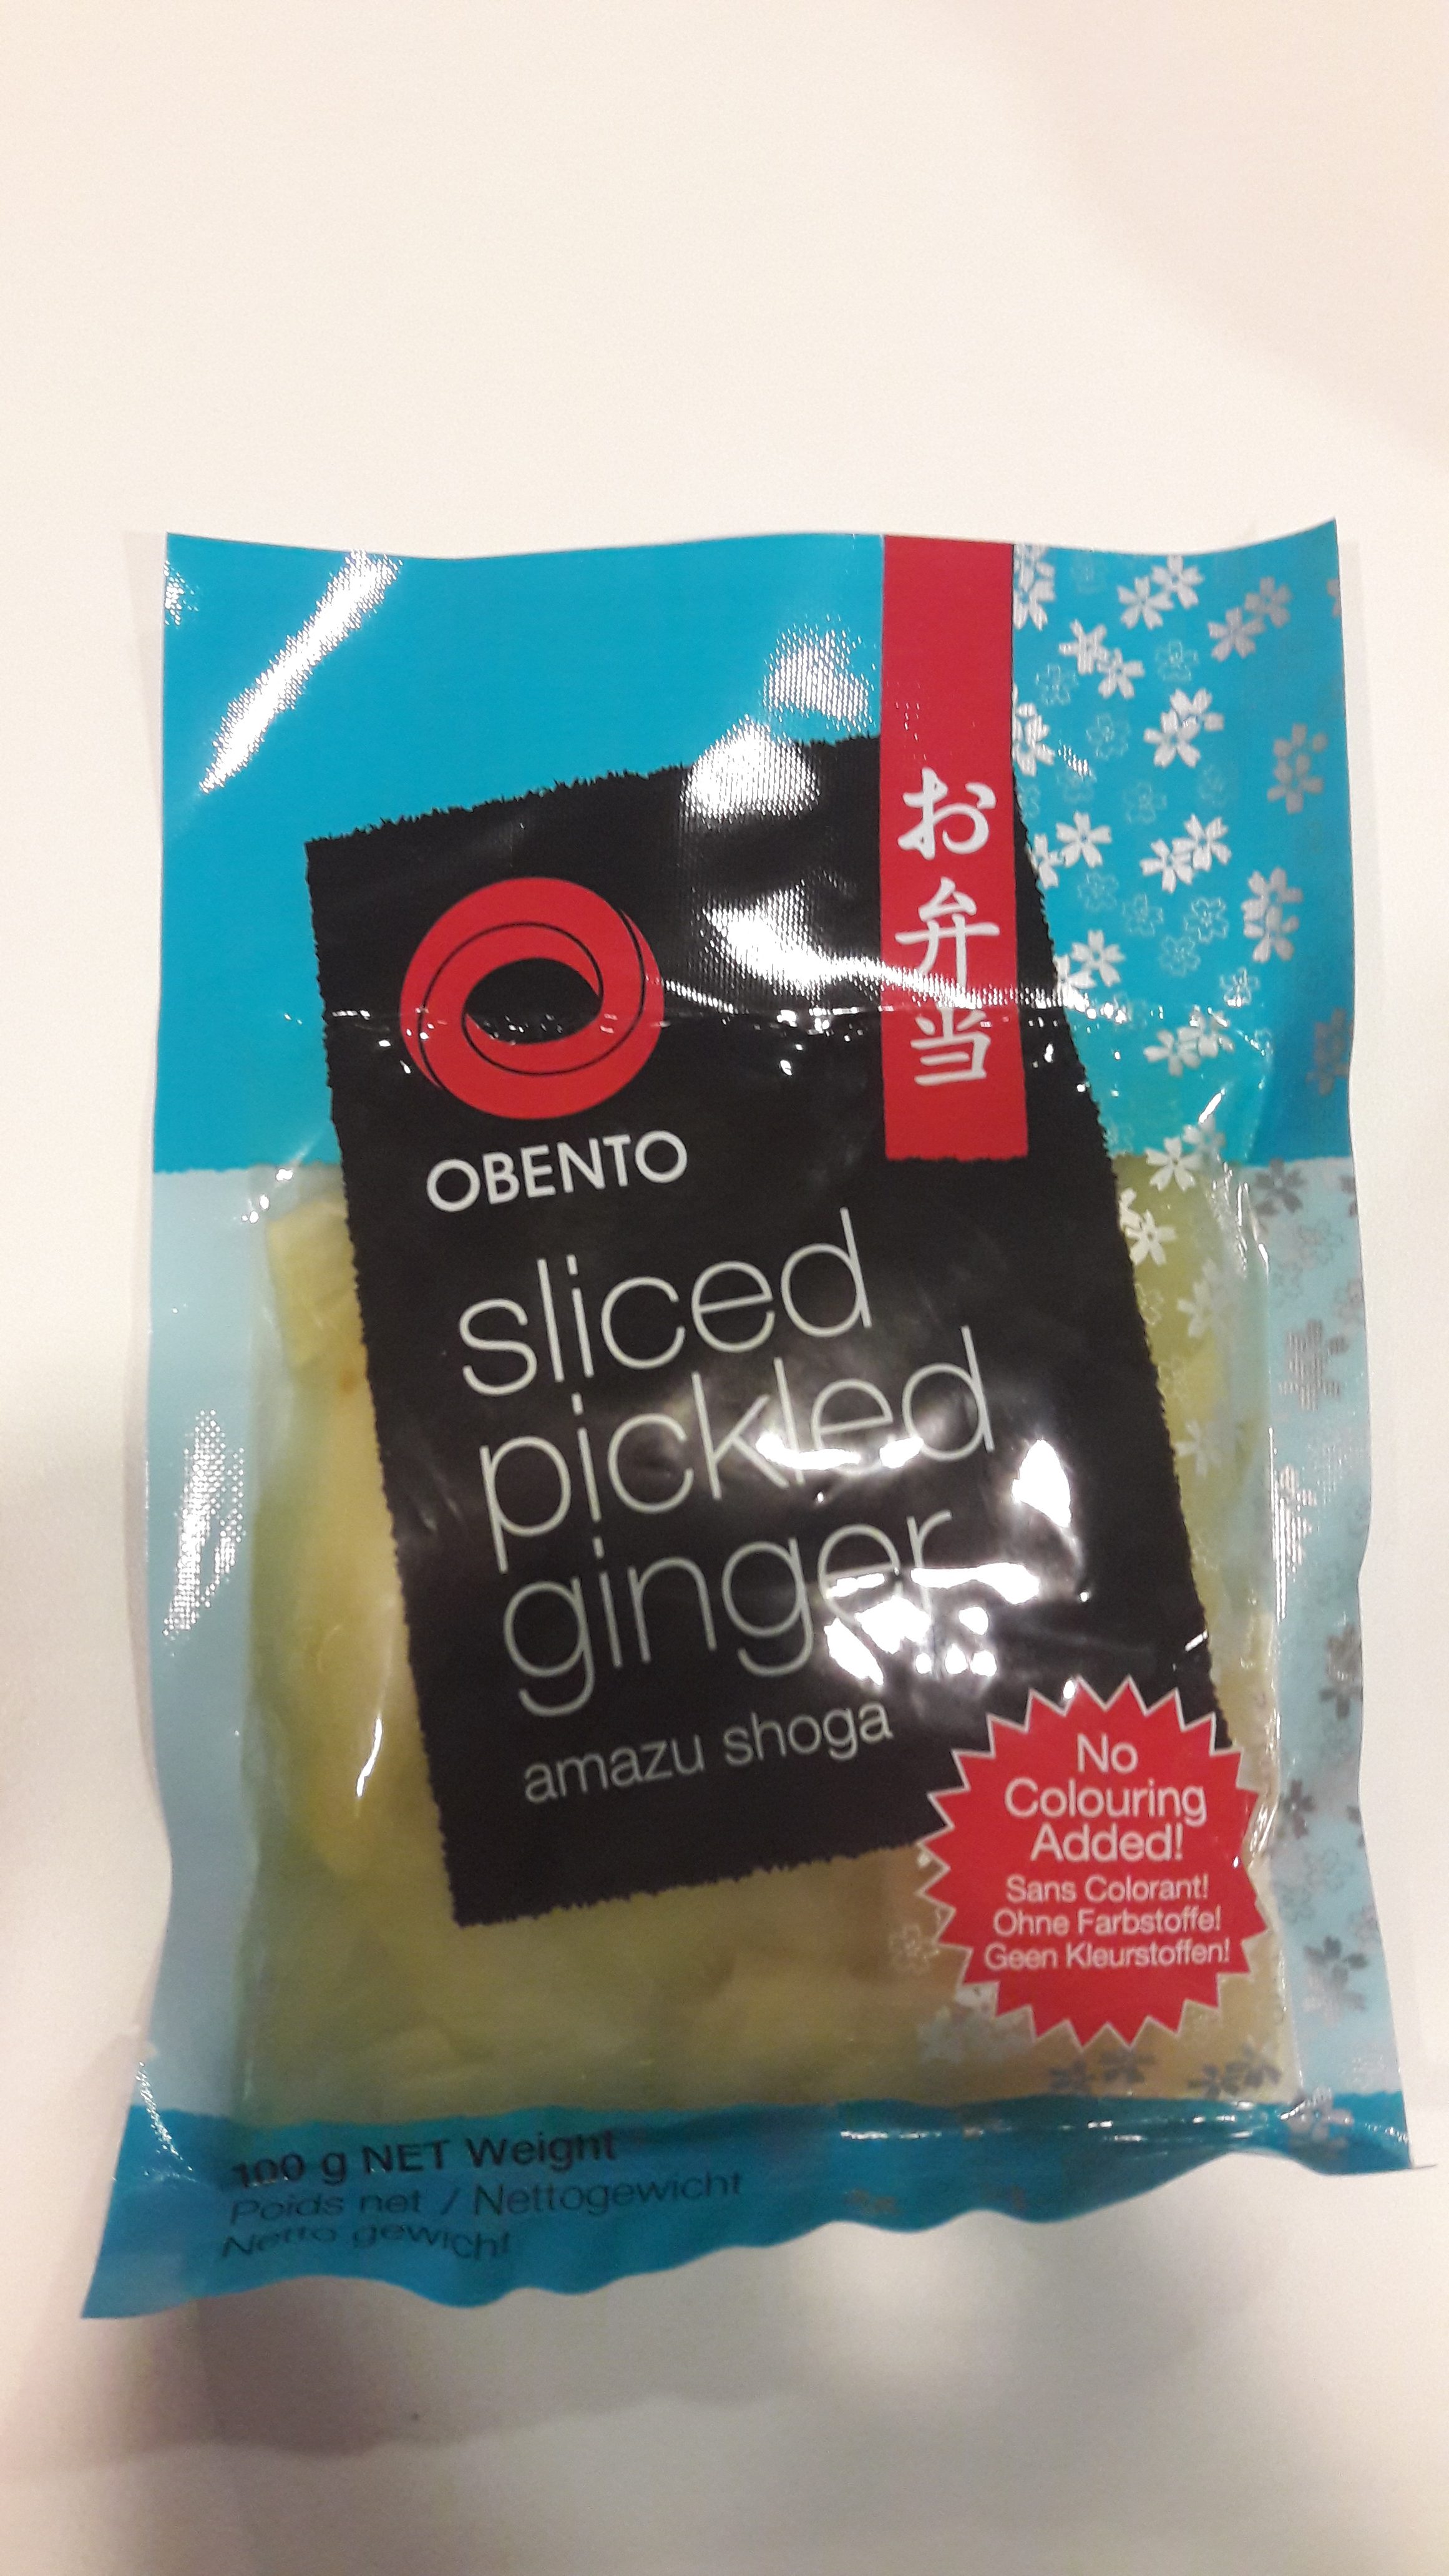 お弁当
OBENTO
sliced
pickled
ginger
amazu shoga
No
Colouring
Added!
Sans Colorant!
Ohne Farbstoffe!
Geen Kleurstoffen!
100 g NET Weight
Poids net / Nettogewicht
Netto gewicht